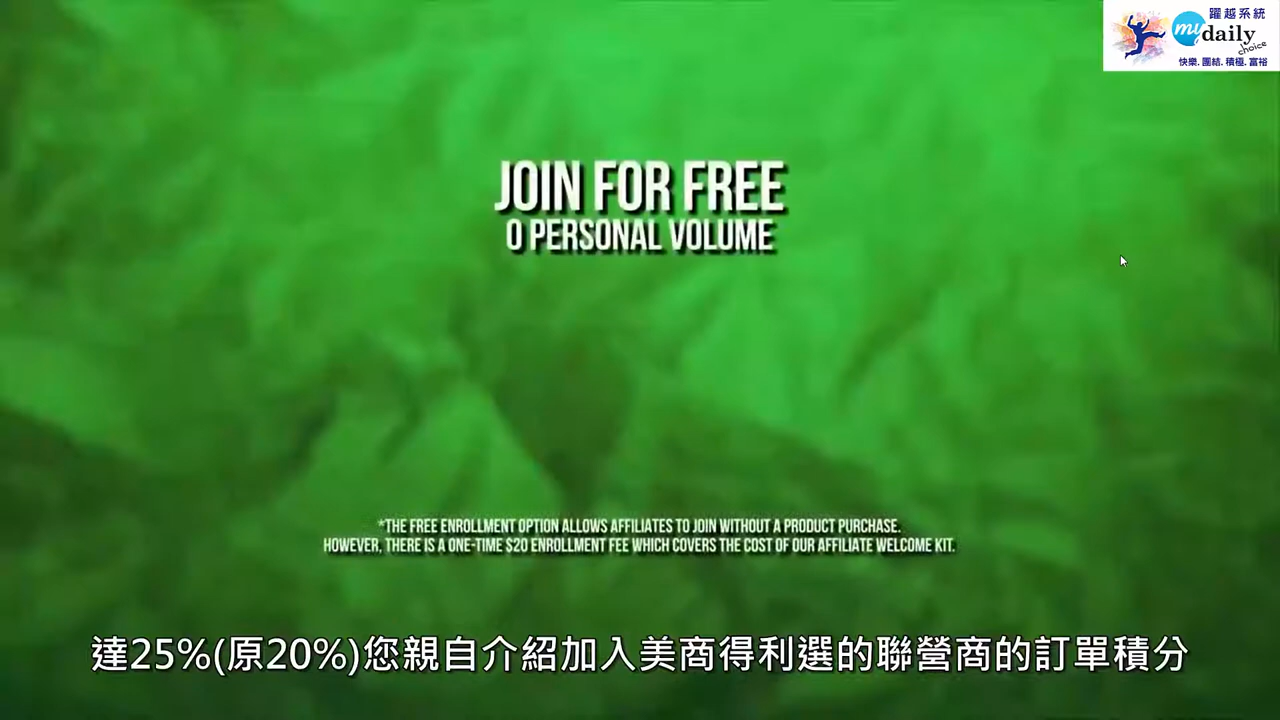 躍越系統
my daily
choice
快樂. 團結. 積極. 富裕
JOIN FOR FREE
0 PERSONAL VOLUME
*THE FREE ENROLLMENT OPTION ALLOWS AFFILIATES TO JOIN WITHOUT A PRODUCT PURCHASE.
HOWEVER, THERE IS A ONE-TIME $20 ENROLLMENT FEE WHICH COVERS THE COST OF OUR AFFILIATE WELCOME KIT.
達25%(原20%)您親自介紹加入美商得利選的聯營商的訂單積分